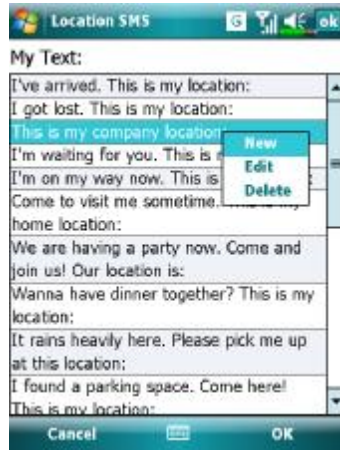 Location SMS G ok
My Text:
I've arrived. This is my location:
I got lost. This is my location:
This is my company location
New
I'm waiting for you. This is
Edit
I'm on my way now. This is
Delete
Come to visit me sometime.
home location:
We are having a party now. Come and
join us! Our location is:
Wanna have dinner together? This is my
location:
It rains heavily here. Please pick me up
at this location:
I found a parking space. Come here!
This is my location:
Cancel OK